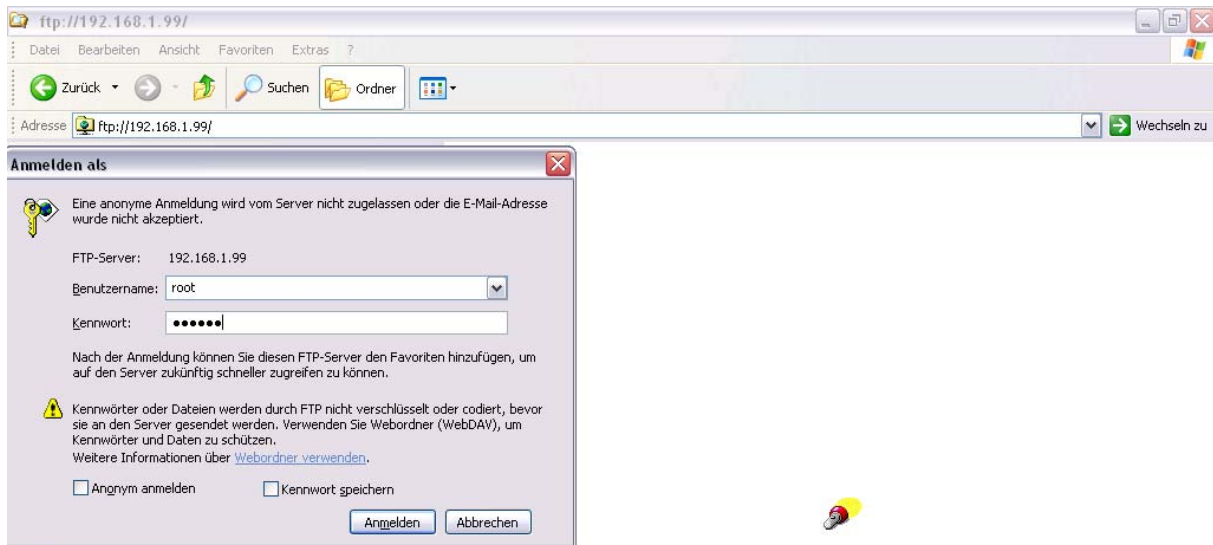 ftp://192.168.1.99/
Datei Bearbeiten Ansicht Favoriten Extras ?
Zurück Suchen Ordner
Adresse ftp://192.168.1.99/ Wechseln zu
Anmelden als
Eine anonyme Anmeldung wird vom Server nicht zugelassen oder die E-Mail-Adresse
wurde nicht akzeptiert.
FTP-Server: 192.168.1.99
Benutzername: root
Kennwort: ●●●●●●
Nach der Anmeldung können Sie diesen FTP-Server den Favoriten hinzufügen, um
auf den Server zukünftig schneller zugreifen zu können.
Kennwörter oder Dateien werden durch FTP nicht verschlüsselt oder codiert, bevor
sie an den Server gesendet werden. Verwenden Sie Webordner (WebDAV), um
Kennwörter und Daten zu schützen.
Weitere Informationen über Webordner verwenden.
Anonym anmelden Kennwort speichern
Anmelden Abbrechen